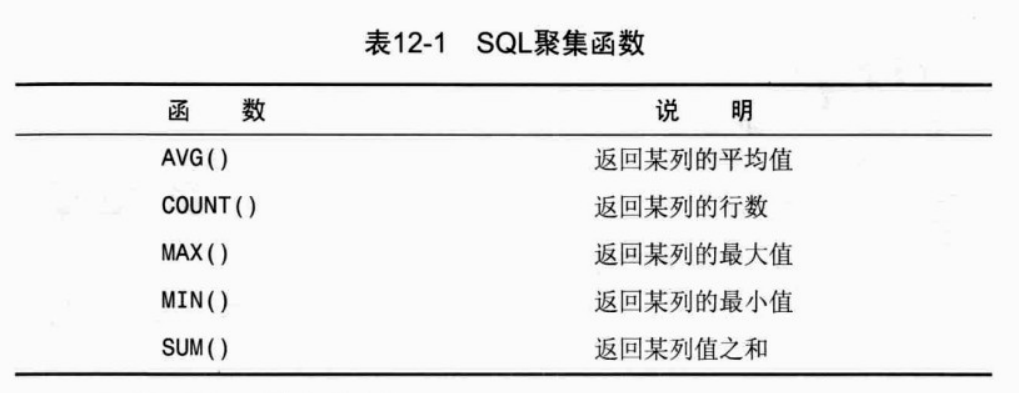 表12-1 SQL聚集函数
函 数 说 明
AVG() 返回某列的平均值
COUNT() 返回某列的行数
MAX() 返回某列的最大值
MIN() 返回某列的最小值
SUM() 返回某列值之和